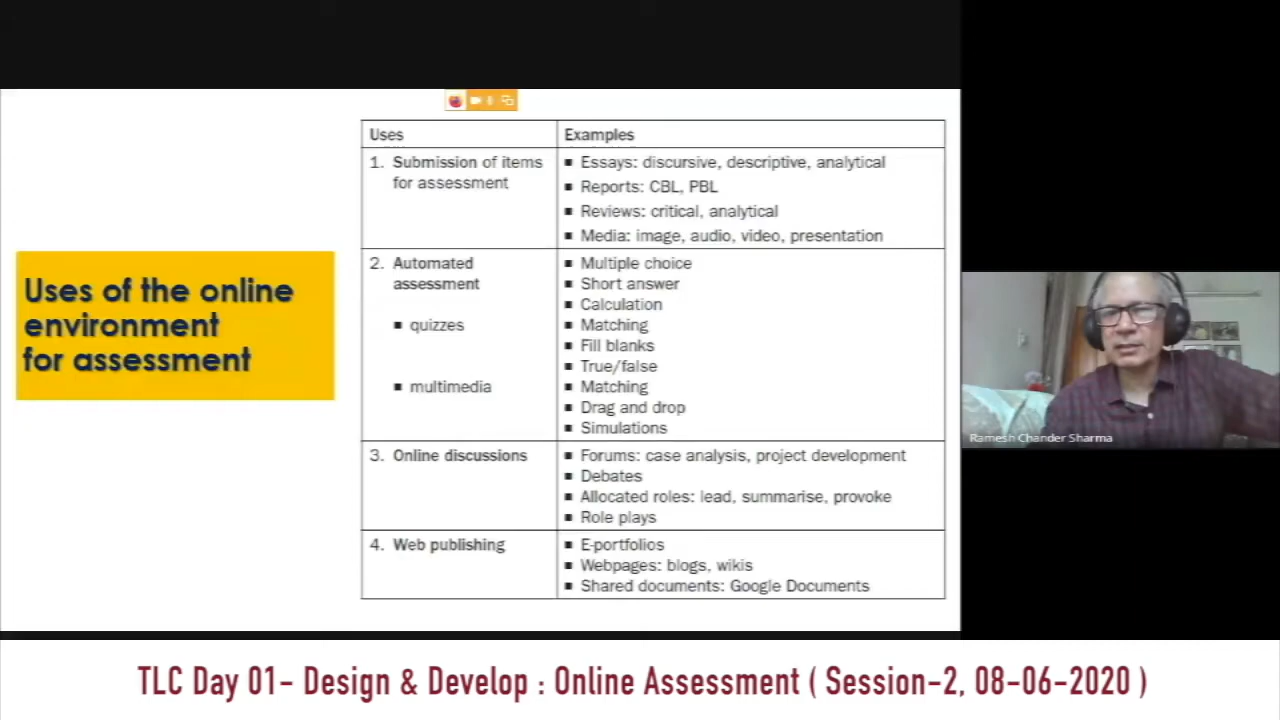 Uses of the online
environment
for assessment
Uses Examples
1. Submission of items
for assessment
▪ Essays: discursive, descriptive, analytical
▪ Reports: CBL, PBL
▪ Reviews: critical, analytical
▪ Media: image, audio, video, presentation
2. Automated
assessment
▪ quizzes
▪ multimedia
▪ Multiple choice
▪ Short answer
▪ Calculation
▪ Matching
▪ Fill blanks
▪ True/false
▪ Matching
▪ Drag and drop
▪ Simulations
3. Online discussions
▪ Forums: case analysis, project development
▪ Debates
▪ Allocated roles: lead, summarise, provoke
▪ Role plays
4. Web publishing
▪ E-portfolios
▪ Webpages: blogs, wikis
▪ Shared documents: Google Documents
Ramesh Chander Sharma
TLC Day 01- Design & Develop : Online Assessment ( Session-2, 08-06-2020 )